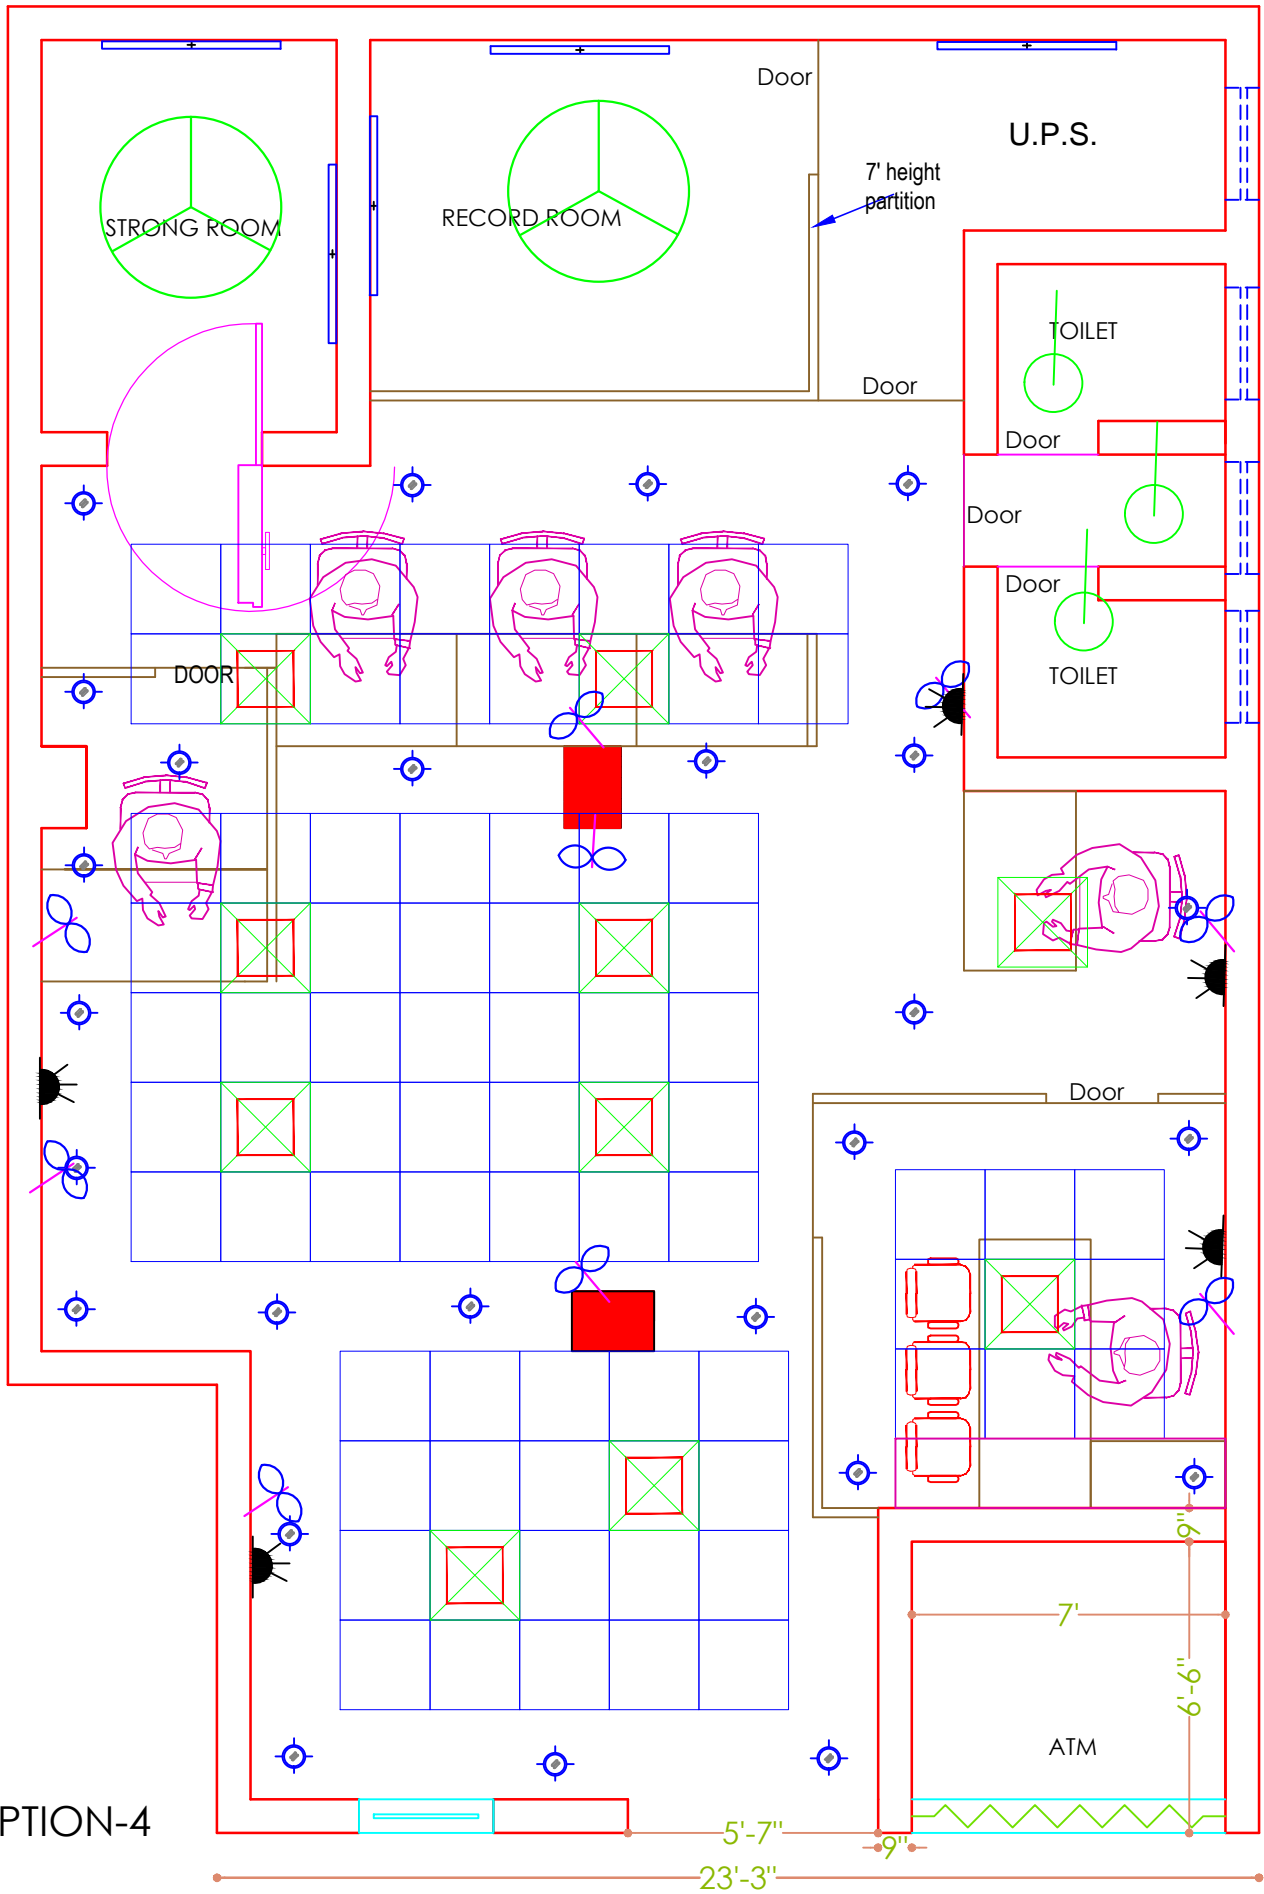 Door
U.P.S.
7' height
partition
STRONG ROOM
RECORD ROOM
TOILET
Door
Door
Door
Door
DOOR
TOILET
Door
9"
7'
6'-6"
ATM
PTION-4
5'-7"
9"
23'-3"